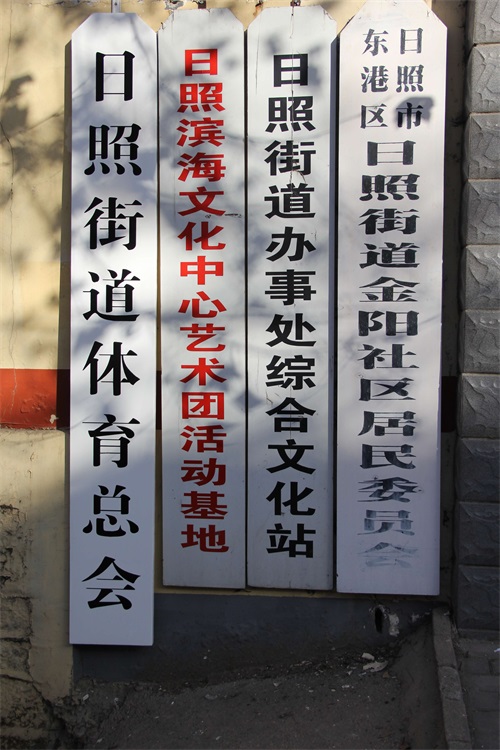 日照街道体育总会
日照滨海文化中心艺术团活动基地
日照街道办事处综合文化站
日照市
东港区
日照街道金阳社区居民委员会